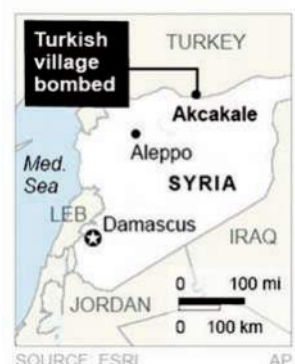 Turkish
village
bombed
TURKEY
Akcakale
Aleppo
Med.
Sea
SYRIA
LEB
Damascus
IRAQ
JORDAN
0 100 mi
0 100 km
SOURCE: ESRI AP